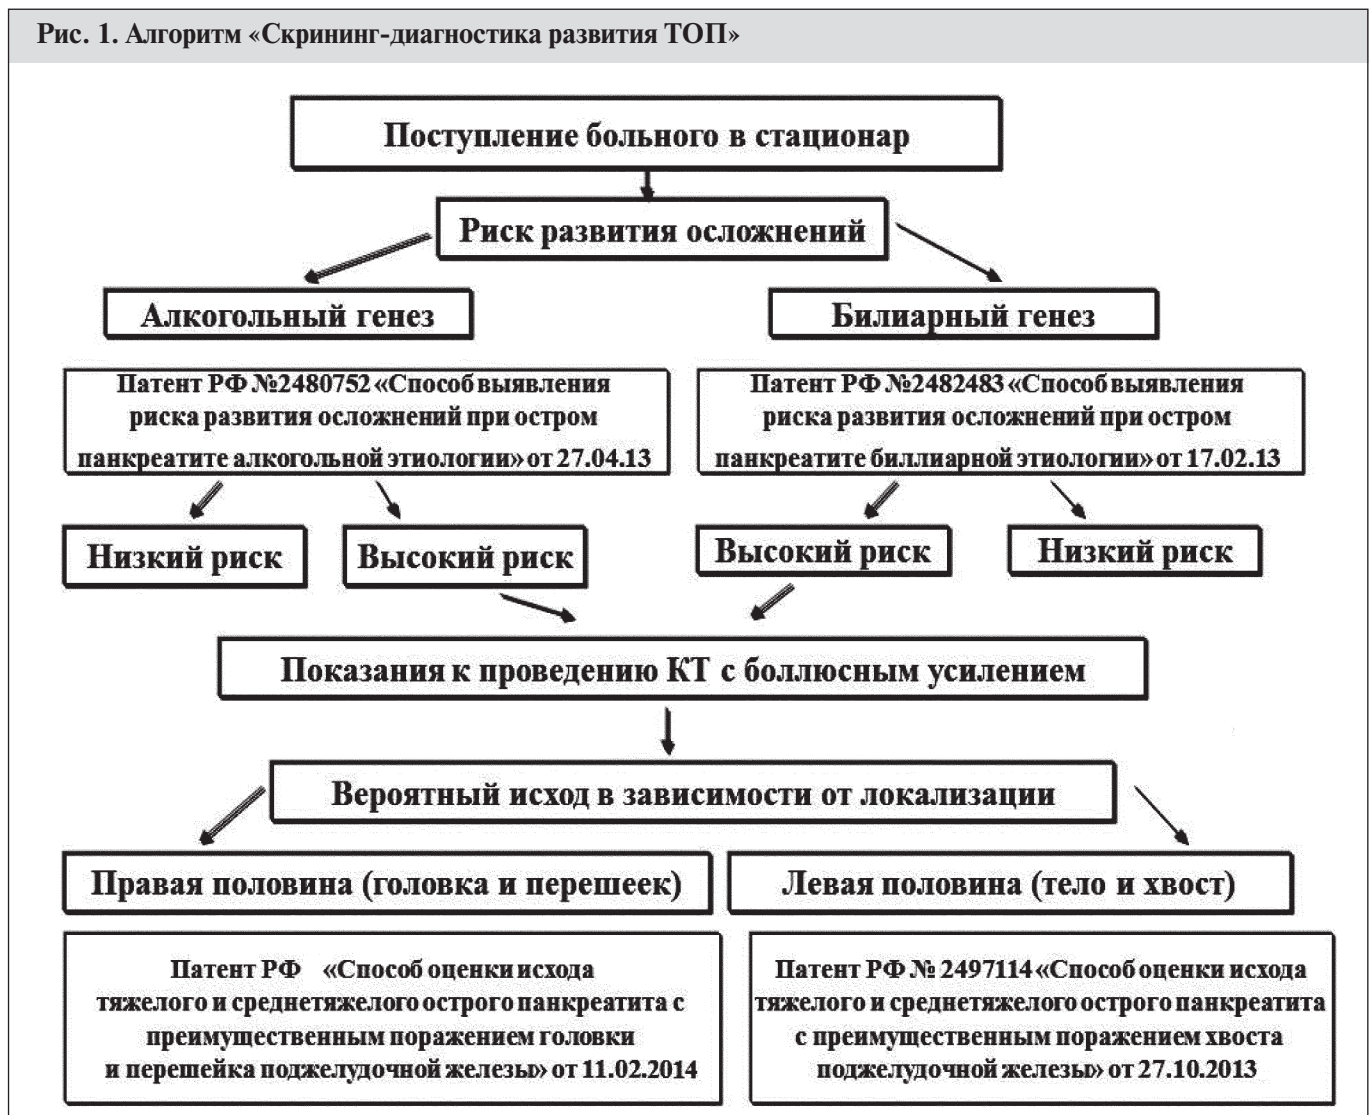 Рис. 1. Алгоритм «Скрининг-диагностика развития ТОП»
Поступление больного в стационар
Риск развития осложнений
Алкогольный генез
Билиарный генез
Патент РФ №2480752 «Способ выявления
риска развития осложнений при остром
панкреатите алкогольной этиологии» от 27.04.13
Патент РФ №2482483 «Способ выявления
риска развития осложнений при остром
панкреатите биллиарной этиологии» от 17.02.13
Низкий риск
Высокий риск
Высокий риск
Низкий риск
Показания к проведению КТ с боллюсным усилением
Вероятный исход в зависимости от локализации
Правая половина (головка и перешеек)
Левая половина (тело и хвост)
Патент РФ «Способ оценки исхода
тяжелого и среднетяжелого острого панкреатита с
преимущественным поражением головки
и перешейка поджелудочной железы» от 11.02.2014
Патент РФ № 2497114 «Способ оценки исхода
тяжелого и среднетяжелого острого панкреатита
с преимущественным поражением хвоста
поджелудочной железы» от 27.10.2013